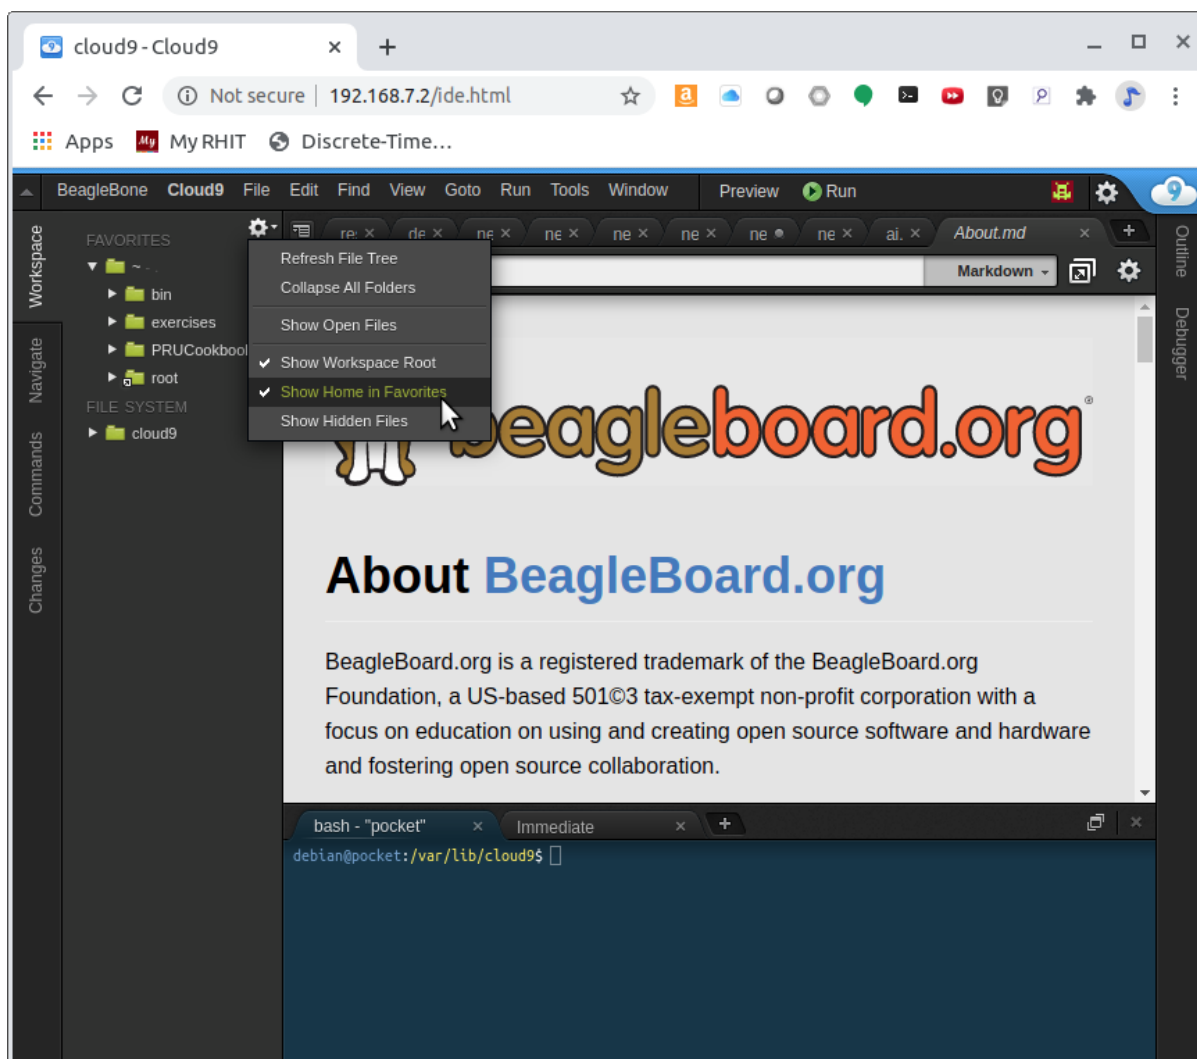 cloud9 - Cloud9
Not secure | 192.168.7.2/ide.html
Apps My MyRHIT Discrete-Time...
BeagleBone Cloud9 File Edit Find View Goto Run Tools Window Preview Run
FAVORITES
re: de ne ne ne ne ne ne ai. About.md
~
Markdown
bin
exercises
PRUCookbool
root
FILE SYSTEM
cloud9
Workspace
Navigate
Commands
Changes
Refresh File Tree
Collapse All Folders
Show Open Files
Show Workspace Root
Show Home in Favorites
Show Hidden Files
Outline
Debugger
beagleboard.org®
About BeagleBoard.org
BeagleBoard.org is a registered trademark of the BeagleBoard.org
Foundation, a US-based 501©3 tax-exempt non-profit corporation with a
focus on education on using and creating open source software and hardware
and fostering open source collaboration.
bash - "pocket" Immediate
debian@pocket:/var/lib/cloud9$